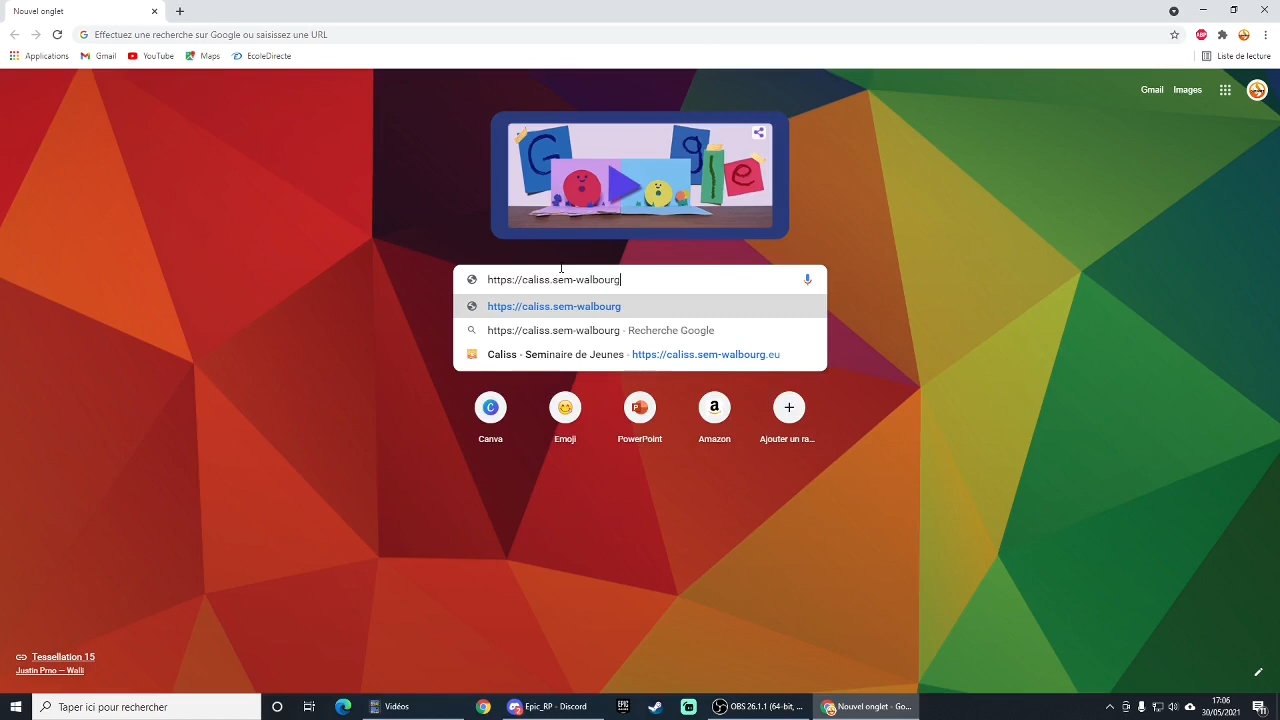 Nouvel onglet
Effectuez une recherche sur Google ou saisissez une URL
Applications Gmail YouTube Maps EcoleDirecte Liste de lecture
Gmail Images
G g l e
https://caliss.sem-walbourg
https://caliss.sem-walbourg
https://caliss.sem-walbourg - Recherche Google
Caliss - Seminaire de Jeunes - https://caliss.sem-walbourg.eu
Canva Emoji PowerPoint Amazon Ajouter un ra...
Tessellation 15
Justin Prno — Walli
Taper ici pour rechercher
Vidéos
Epic_RP - Discord
OBS 26.1.1 (64-bit, ...
Nouvel onglet - Go...
17:06
30/05/2021